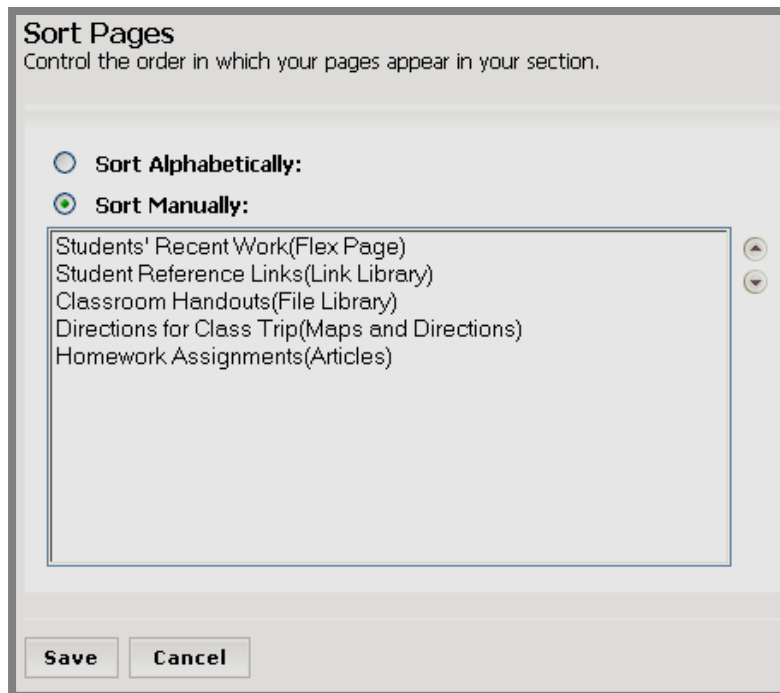 Sort Pages
Control the order in which your pages appear in your section.
Sort Alphabetically:
Sort Manually:
Students' Recent Work(Flex Page)
Student Reference Links(Link Library)
Classroom Handouts(File Library)
Directions for Class Trip(Maps and Directions)
Homework Assignments(Articles)
Save Cancel